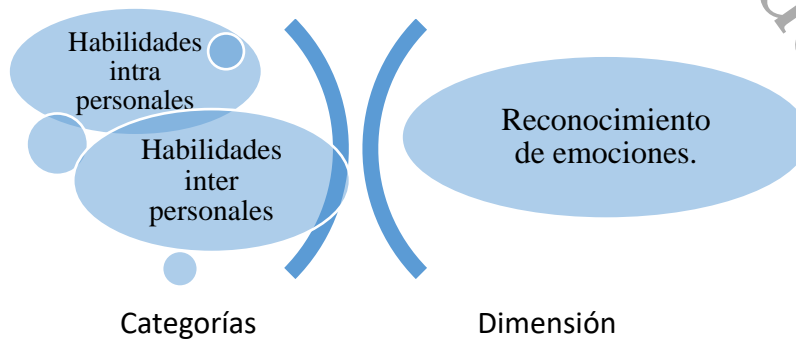 Habilidades
intra
personales
Habilidades
inter
personales
Reconocimiento
de emociones.
Categorías
Dimensión